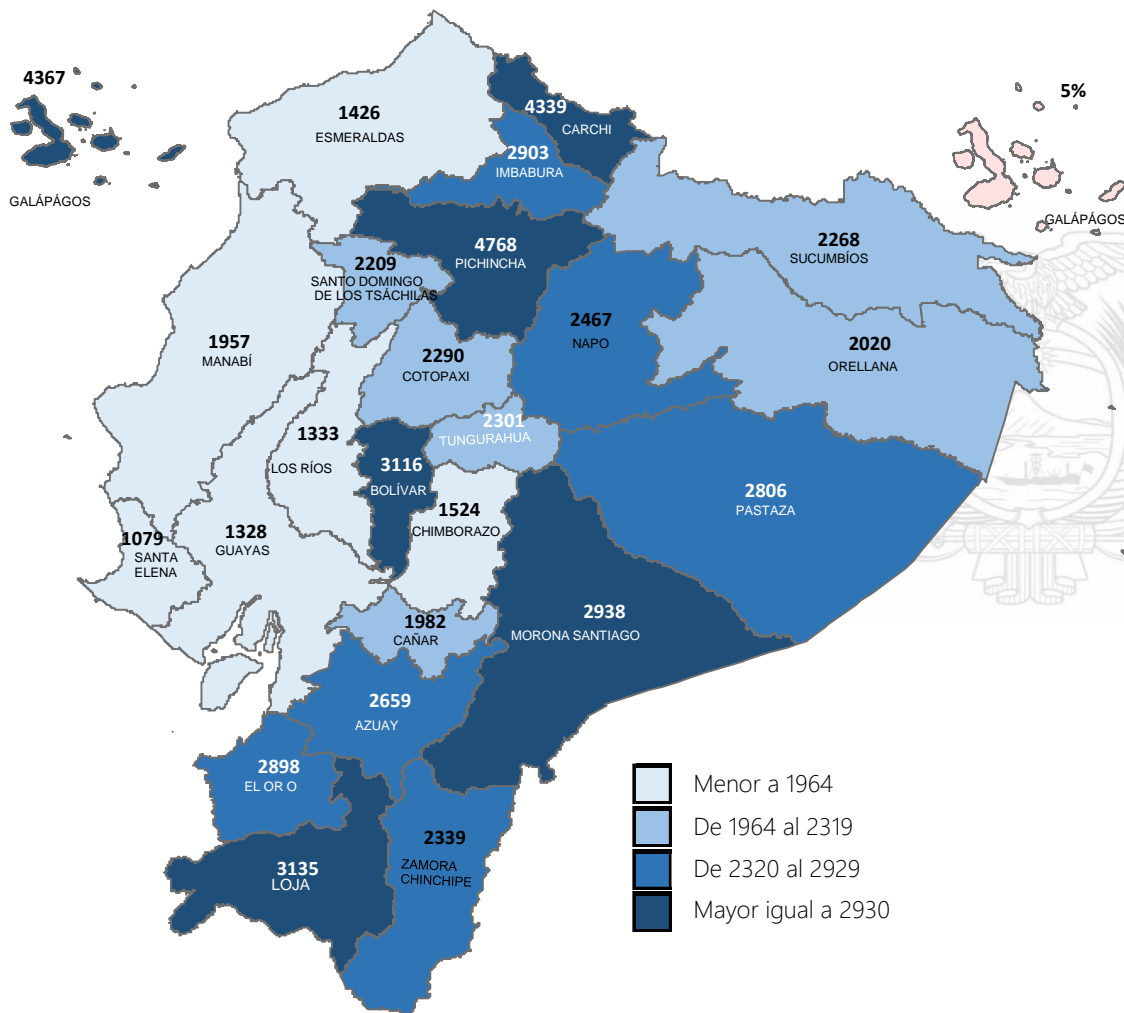 4367
GALÁPÁGOS
5%
GALÁPÁGOS
1426
ESMERALDAS
4339
CARCHI
2903
IMBABURA
4768
PICHINCHA
2268
SUCUMBÍOS
2209
SANTO DOMINGO
DE LOS TSÁCHILAS
1957
MANABÍ
2467
NAPO
2020
ORELLANA
2290
COTOPAXI
2301
TUNGURAHUA
1333
LOS RÍOS
3116
BOLÍVAR
2806
PASTAZA
1524
CHIMBORAZO
1079
SANTA
ELENA
1328
GUAYAS
2938
MORONA SANTIAGO
1982
CAÑAR
2659
AZUAY
2898
EL OR O
2339
ZAMORA
CHINCHIPE
3135
LOJA
Menor a 1964
De 1964 al 2319
De 2320 al 2929
Mayor igual a 2930